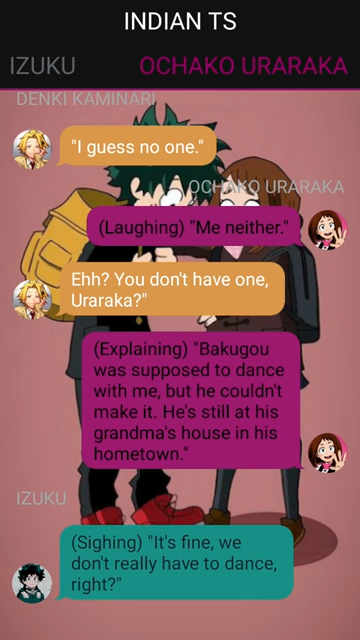 INDIAN TS
IZUKU
OCHAKO URARAKA
DENKI KAMINARI
"I guess no one."
OCHAKO URARAKA
(Laughing) "Me neither."
Ehh? You don't have one,
Uraraka?"
(Explaining) "Bakugou
was supposed to dance
with me, but he couldn't
make it. He's still at his
grandma's house in his
hometown."
IZUKU
(Sighing) "It's fine, we
don't really have to dance,
right?"